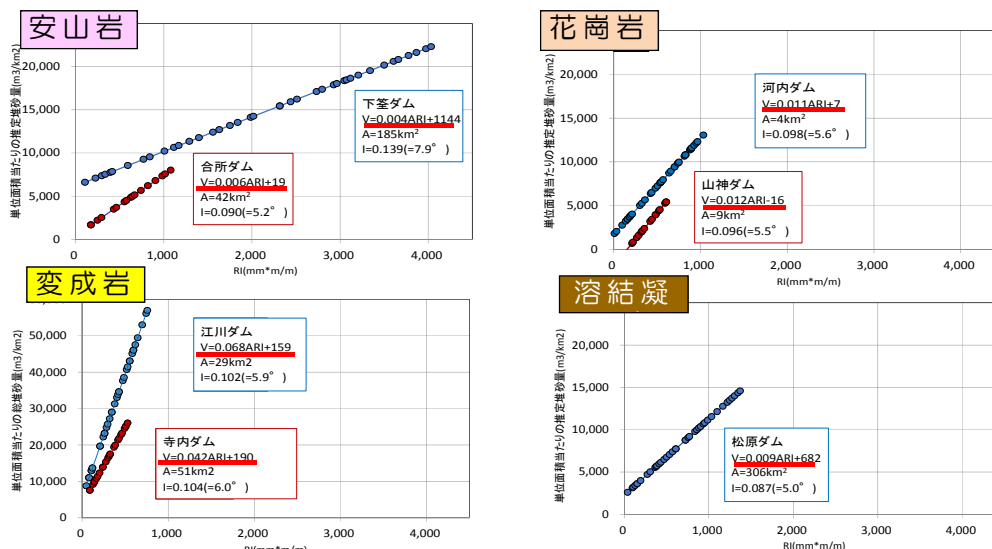 安山岩
単位面積当たりの推定堆砂量(m3/km2)
20,000
15,000
10,000
5,000
0
0
1,000
2,000
3,000
4,000
RI(mm*m/m)
下筌ダム
V=0.004ARI+1144
A=185km²
I=0.139(=7.9°)
合所ダム
V=0.006ARI+19
A=42km²
I=0.090(=5.2°)
花崗岩
単位面積当たりの推定堆砂量(m3/km2)
20,000
15,000
10,000
5,000
0
0
1,000
2,000
3,000
4,000
RI(mm*m/m)
河内ダム
V=0.011ARI+7
A=4km²
I=0.098(=5.6°)
山神ダム
V=0.012ARI-16
A=9km²
I=0.096(=5.5°)
変成岩
単位面積当たりの総堆砂量(m3/km2)
50,000
40,000
30,000
20,000
10,000
0
0
1,000
2,000
3,000
4,000
RI(mm*m/m)
江川ダム
V=0.068ARI+159
A=29km2
I=0.102(=5.9°)
寺内ダム
V=0.042ARI+190
A=51km2
I=0.104(=6.0°)
溶結凝
単位面積当たりの推定堆砂量(m3/km2)
20,000
15,000
10,000
5,000
0
0
1,000
2,000
3,000
4,000
RI(mm*m/m)
松原ダム
V=0.009ARI+682
A=306km²
I=0.087(=5.0°)